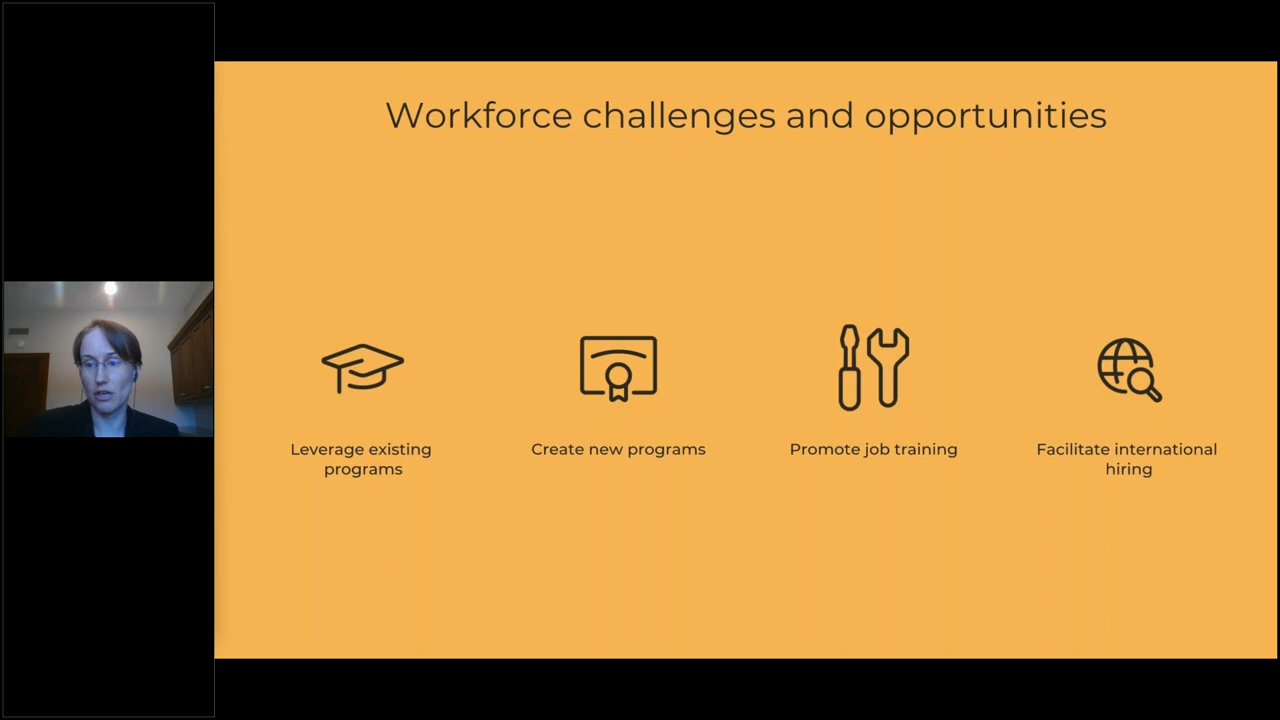 Workforce challenges and opportunities
Leverage existing
programs
Create new programs
Promote job training
Facilitate international
hiring